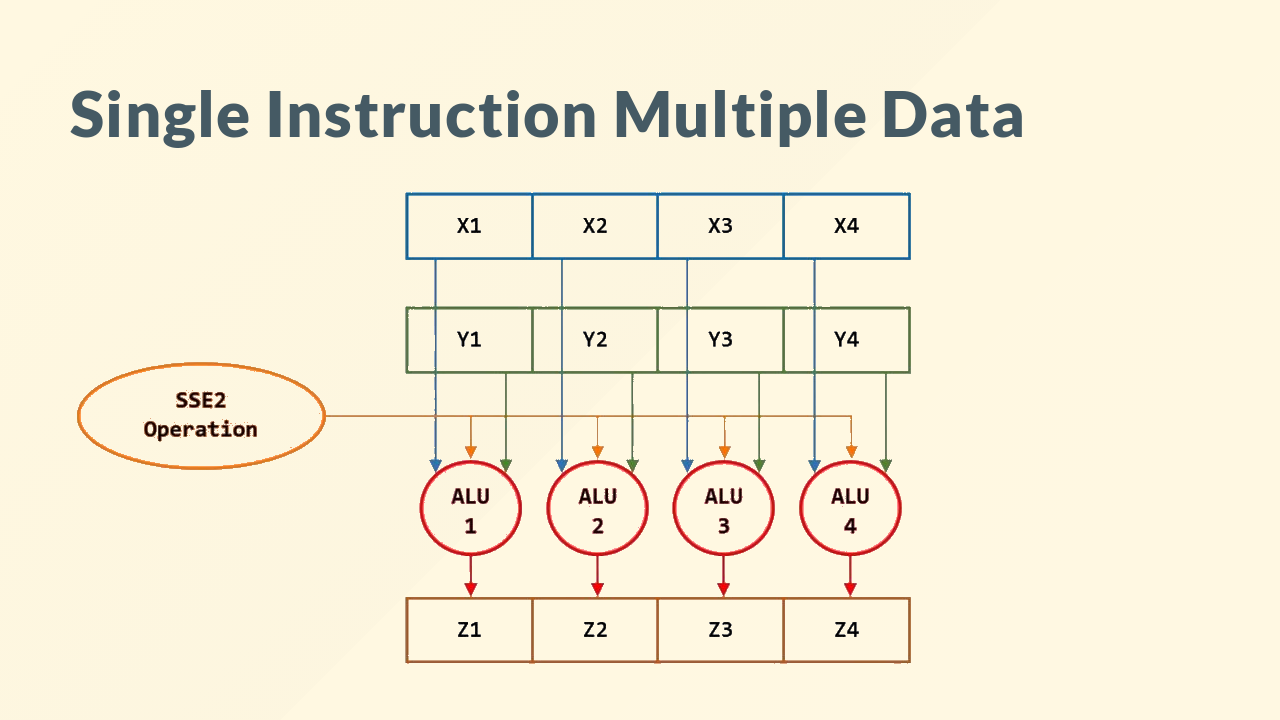 Single Instruction Multiple Data
X1 X2 X3 X4
Y1 Y2 Y3 Y4
SSE2
Operation
ALU ALU ALU ALU
1 2 3 4
Z1 Z2 Z3 Z4